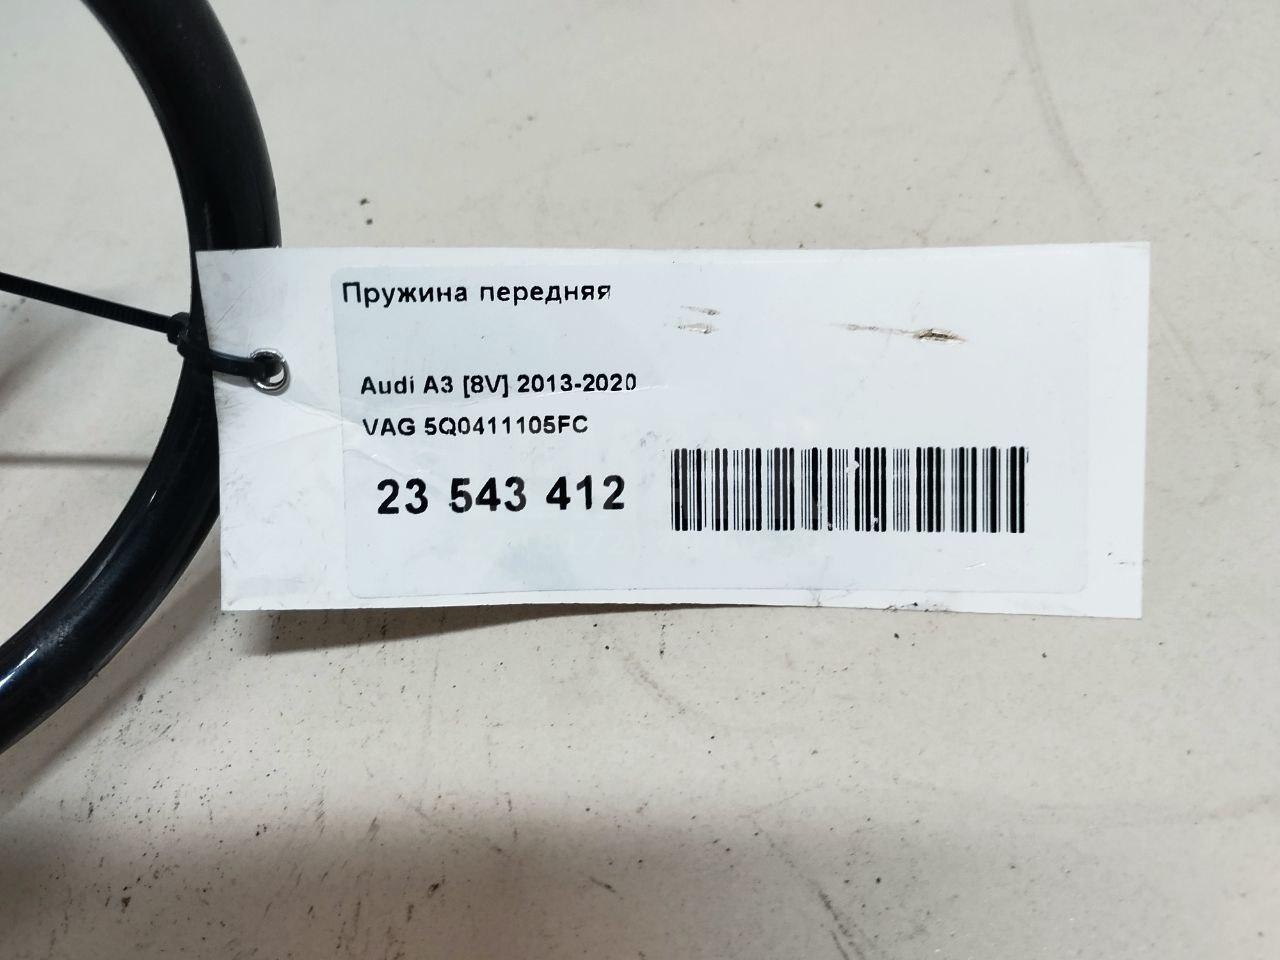 Пружина передняя
Audi A3 [8V] 2013-2020
VAG 5Q0411105FC
23 543 412